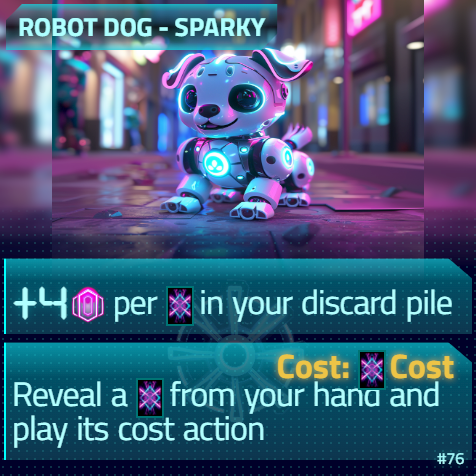 ROBOT DOG - SPARKY
+4 per in your discard pile
Cost: Cost
Reveal a from your hand and
play its cost action
#76